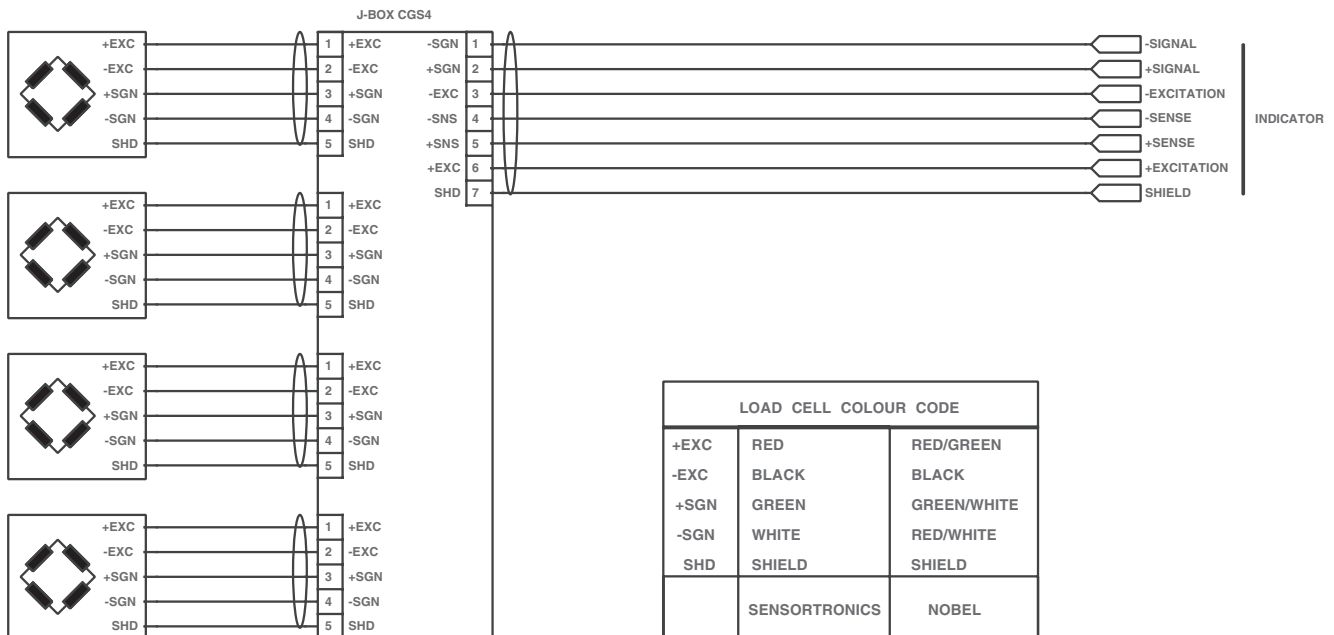 J-BOX CGS4
+EXC 1 +EXC -SGN 1 -SIGNAL
-EXC 2 -EXC +SGN 2 +SIGNAL
+SGN 3 +SGN -EXC 3 -EXCITATION
-SGN 4 -SGN -SNS 4 -SENSE INDICATOR
SHD 5 SHD +SNS 5 +SENSE
+EXC 6 +EXCITATION
SHD 7 SHIELD
+EXC 1 +EXC
-EXC 2 -EXC
+SGN 3 +SGN
-SGN 4 -SGN
SHD 5 SHD
+EXC 1 +EXC
-EXC 2 -EXC
+SGN 3 +SGN
-SGN 4 -SGN
SHD 5 SHD
+EXC 1 +EXC
-EXC 2 -EXC
+SGN 3 +SGN
-SGN 4 -SGN
SHD 5 SHD
LOAD CELL COLOUR CODE
+EXC RED RED/GREEN
-EXC BLACK BLACK
+SGN GREEN GREEN/WHITE
-SGN WHITE RED/WHITE
SHD SHIELD SHIELD
SENSORTRONICS NOBEL